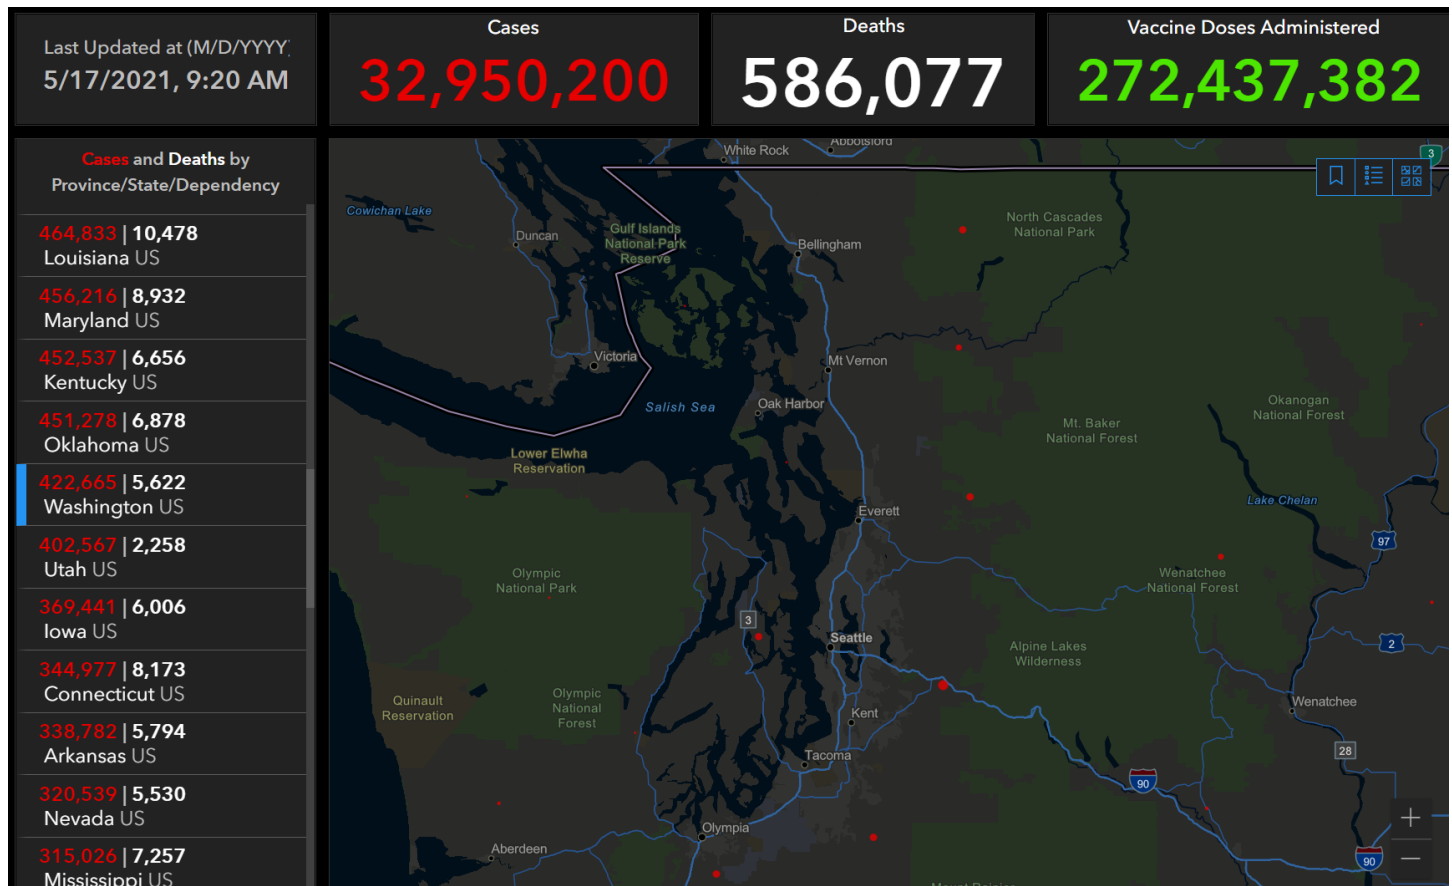 Last Updated at (M/D/YYYY)
5/17/2021, 9:20 AM
Cases
32,950,200
Deaths
586,077
Vaccine Doses Administered
272,437,382
Cases and Deaths by
Province/State/Dependency
464,833 | 10,478
Louisiana US
456,216 | 8,932
Maryland US
452,537 | 6,656
Kentucky US
451,278 | 6,878
Oklahoma US
422,665 | 5,622
Washington US
402,567 | 2,258
Utah US
369,441 | 6,006
Iowa US
344,977 | 8,173
Connecticut US
338,782 | 5,794
Arkansas US
320,539 | 5,530
Nevada US
315,026 | 7,257
Mississippi US
White Rock
Abbotsford
3
Cowichan Lake
Duncan
Gulf Islands
National Park
Reserve
Bellingham
North Cascades
National Park
Victoria
Mt Vernon
Salish Sea
Oak Harbor
Okanogan
National Forest
Mt. Baker
National Forest
Lower Elwha
Reservation
Everett
Lake Chelan
97
Olympic
National Park
Wenatchee
National Forest
3
Seattle
2
Alpine Lakes
Wilderness
Quinault
Reservation
Olympic
National
Forest
Kent
Wenatchee
Tacoma
28
90
Olympia
Aberdeen
90
+
−